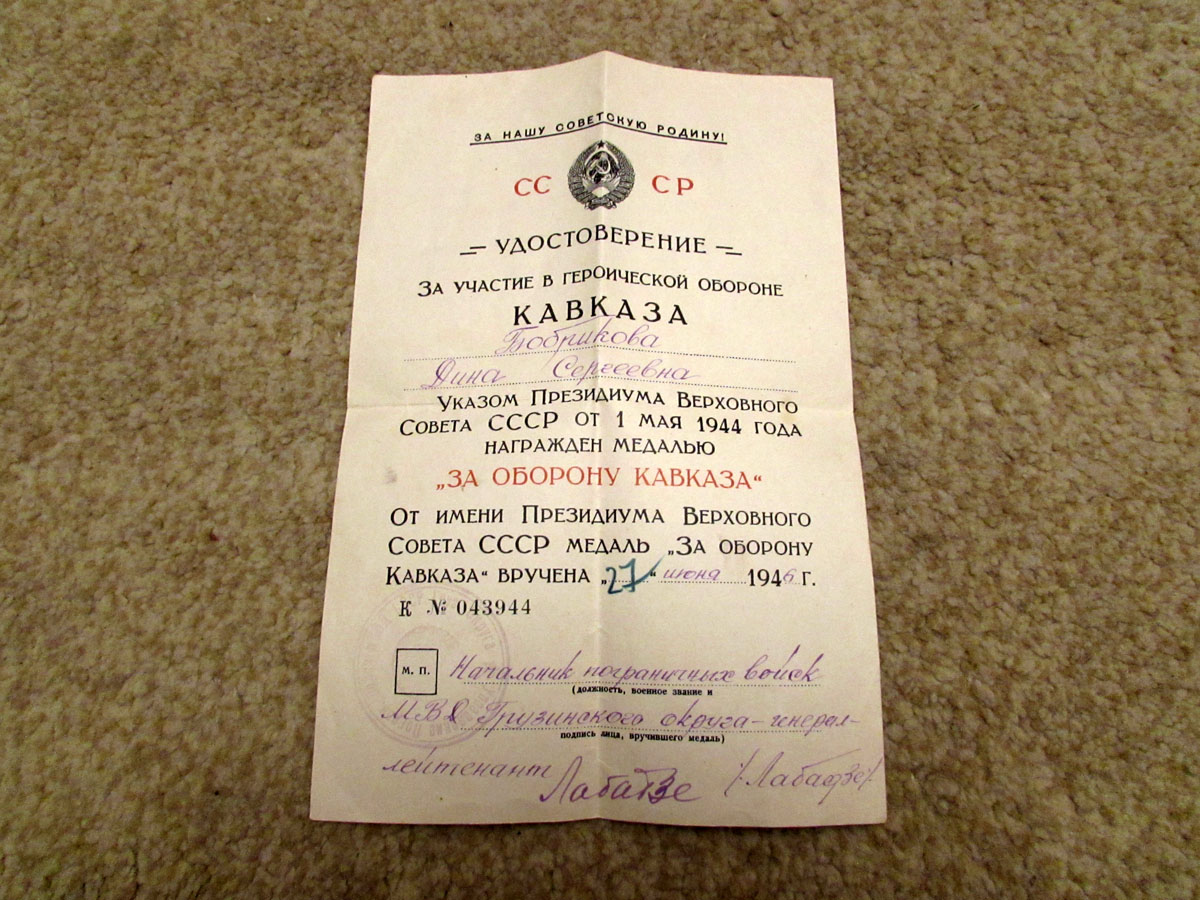 ЗА НАШУ СОВЕТСКУЮ РОДИНУ!
СС СР
— УДОСТОВЕРЕНИЕ —
ЗА УЧАСТИЕ В ГЕРОИЧЕСКОЙ ОБОРОНЕ
КАВКАЗА
Бобрикова
Дина Сергеевна
УКАЗОМ ПРЕЗИДИУМА ВЕРХОВНОГО
СОВЕТА СССР ОТ 1 МАЯ 1944 ГОДА
НАГРАЖДЕН МЕДАЛЬЮ
„ЗА ОБОРОНУ КАВКАЗА“
ОТ ИМЕНИ ПРЕЗИДИУМА ВЕРХОВНОГО
СОВЕТА СССР МЕДАЛЬ „ЗА ОБОРОНУ
КАВКАЗА“ ВРУЧЕНА „27“ июня 1946 г.
К № 043944
М. П. Начальник пограничных войск
(должность, военное звание и
МВД Грузинского округа-генерал-
подпись лица, вручившего медаль)
лейтенант Лабадзе /Лабадзе/